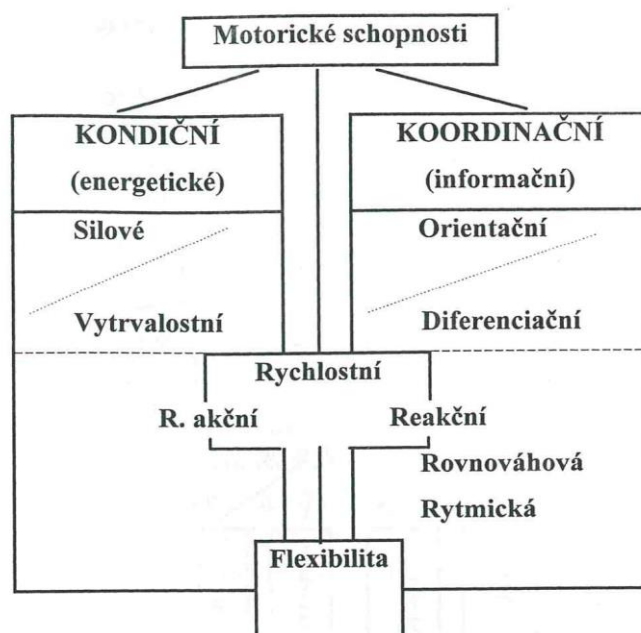 Motorické schopnosti
KONDIČNÍ
(energetické)
KOORDINAČNÍ
(informační)
Silové
Orientační
Vytrvalostní
Diferenciační
Rychlostní
R. akční
Reakční
Rovnováhová
Rytmická
Flexibilita